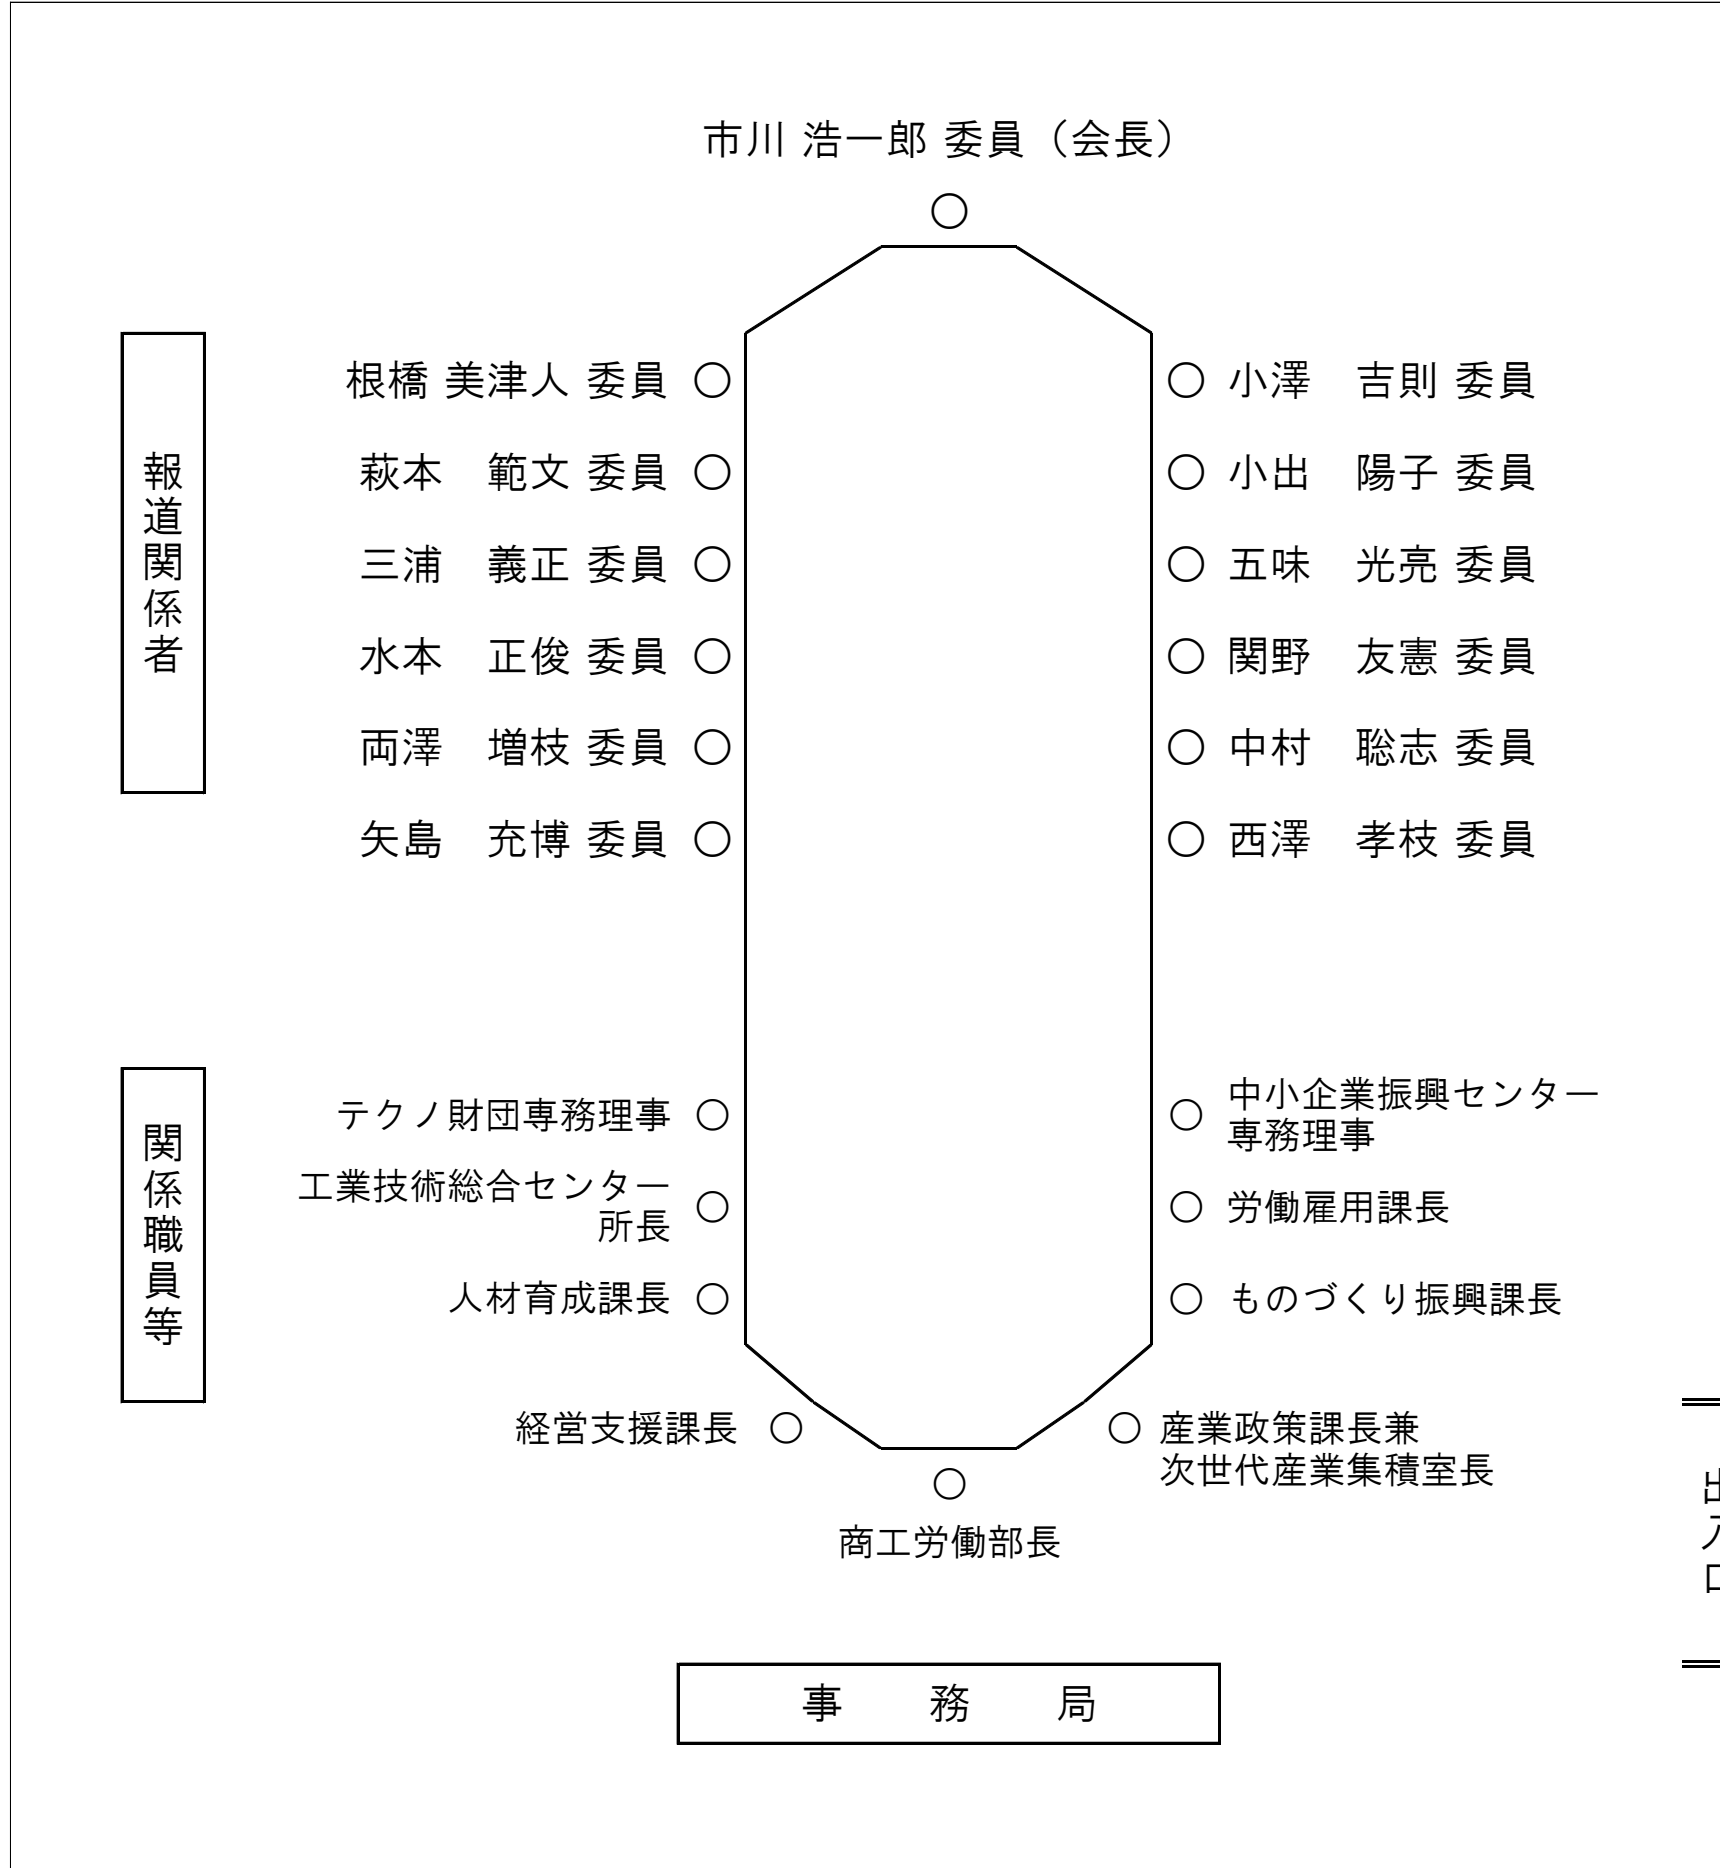 市川 浩一郎 委員（会長）
○
報道関係者
根橋 美津人 委員 ○
○ 小澤　吉則 委員
萩本　範文 委員 ○
○ 小出　陽子 委員
三浦　義正 委員 ○
○ 五味　光亮 委員
水本　正俊 委員 ○
○ 関野　友憲 委員
両澤　増枝 委員 ○
○ 中村　聡志 委員
矢島　充博 委員 ○
○ 西澤　孝枝 委員
関係職員等
テクノ財団専務理事 ○
○ 中小企業振興センター
専務理事
工業技術総合センター
所長 ○
○ 労働雇用課長
人材育成課長 ○
○ ものづくり振興課長
経営支援課長 ○
○ 産業政策課長兼
次世代産業集積室長
○
商工労働部長
出入口
事　務　局